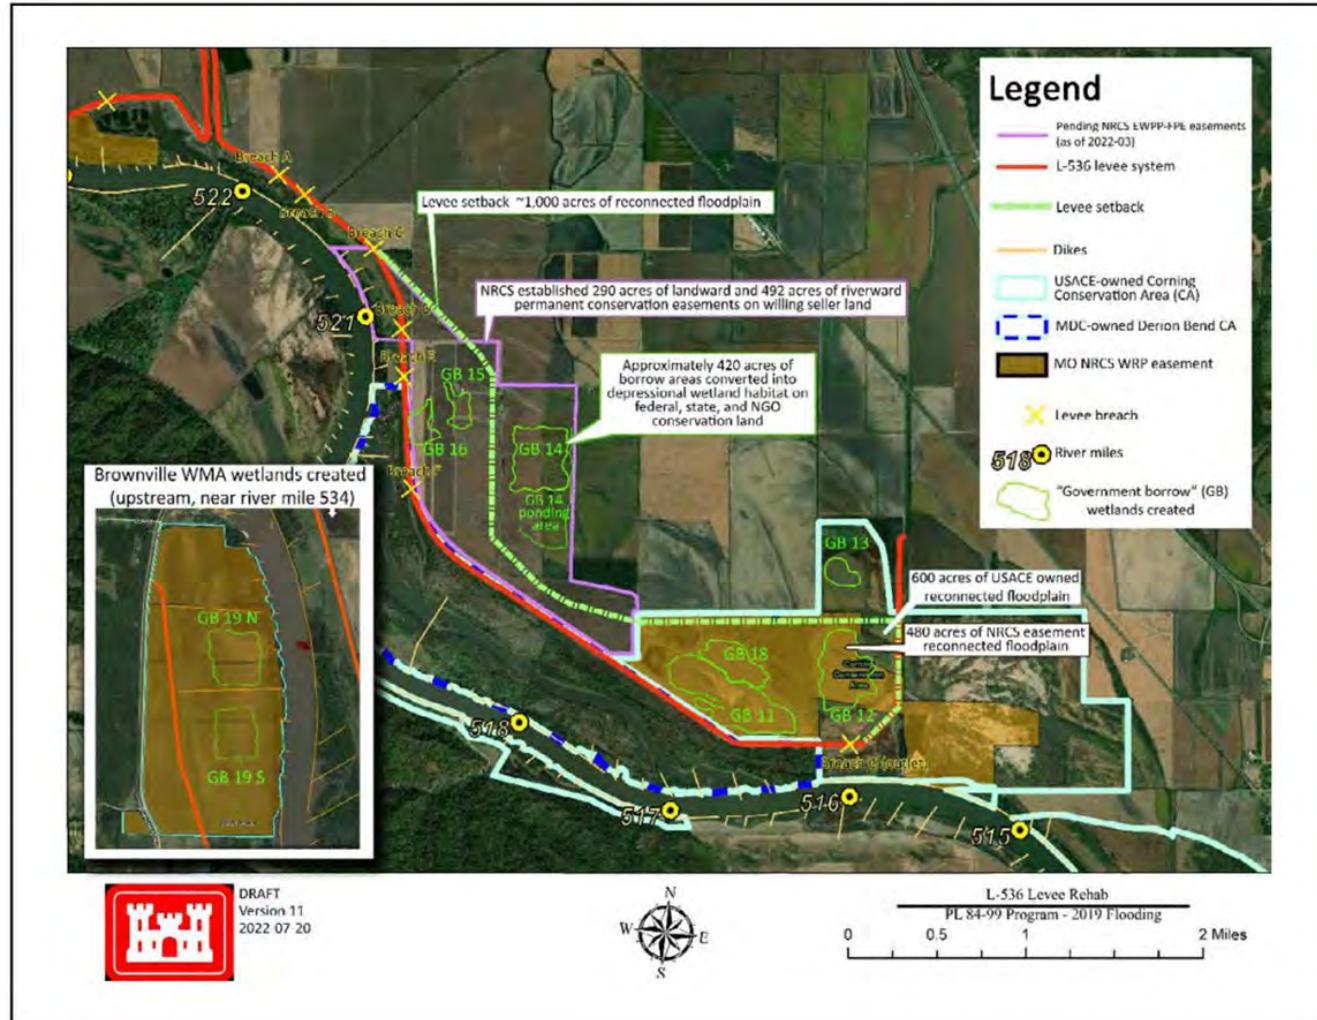 Legend
Pending NRCS EWPP-FPE easements
(as of 2022-03)
L-536 levee system
Levee setback
Dikes
USACE-owned Corning
Conservation Area (CA)
MDC-owned Derion Bend CA
MO NRCS WRP easement
Levee breach
518 River miles
"Government borrow" (GB)
wetlands created
Breach A
522
Breach B
Levee setback ~1,000 acres of reconnected floodplain
Breach C
NRCS established 290 acres of landward and 492 acres of riverward
permanent conservation easements on willing seller land
521
Breach D
Breach E
Approximately 420 acres of
borrow areas converted into
depressional wetland habitat on
federal, state, and NGO
conservation land
GB 15
GB 16
GB 14
Breach F
GB 14
ponding
area
Brownville WMA wetlands created
(upstream, near river mile 534)
GB 19 N
GB 19 S
GB 13
600 acres of USACE owned
reconnected floodplain
480 acres of NRCS easement
reconnected floodplain
GB 18
Corning
Conservation
Area
GB 11
GB 12
518
Breach G (outlet)
517
516
515
DRAFT
Version 11
2022-07-20
N
W
E
S
L-536 Levee Rehab
PL 84-99 Program - 2019 Flooding
0 0.5 1 2 Miles